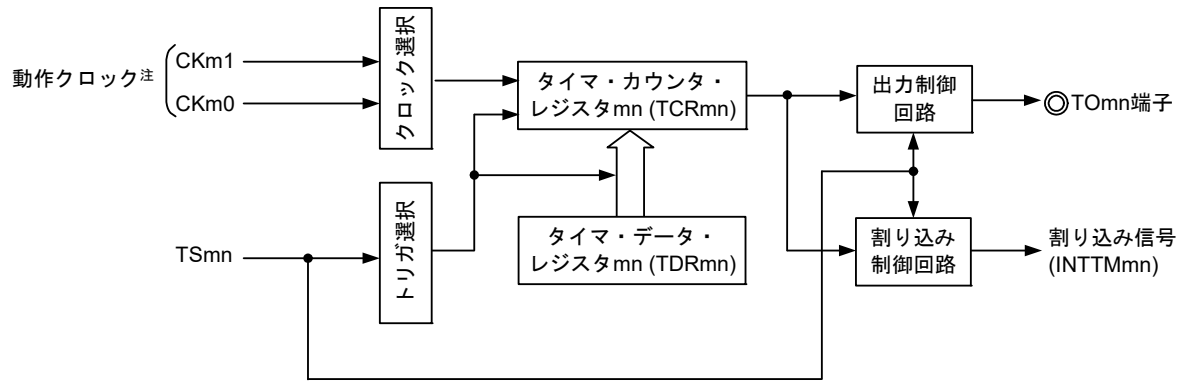 動作クロック注
CKm1
CKm0
クロック選択
タイマ・カウンタ・
レジスタmn (TCRmn)
出力制御
回路
TOmn端子
TSmn
トリガ選択
タイマ・データ・
レジスタmn (TDRmn)
割り込み
制御回路
割り込み信号
(INTTMmn)